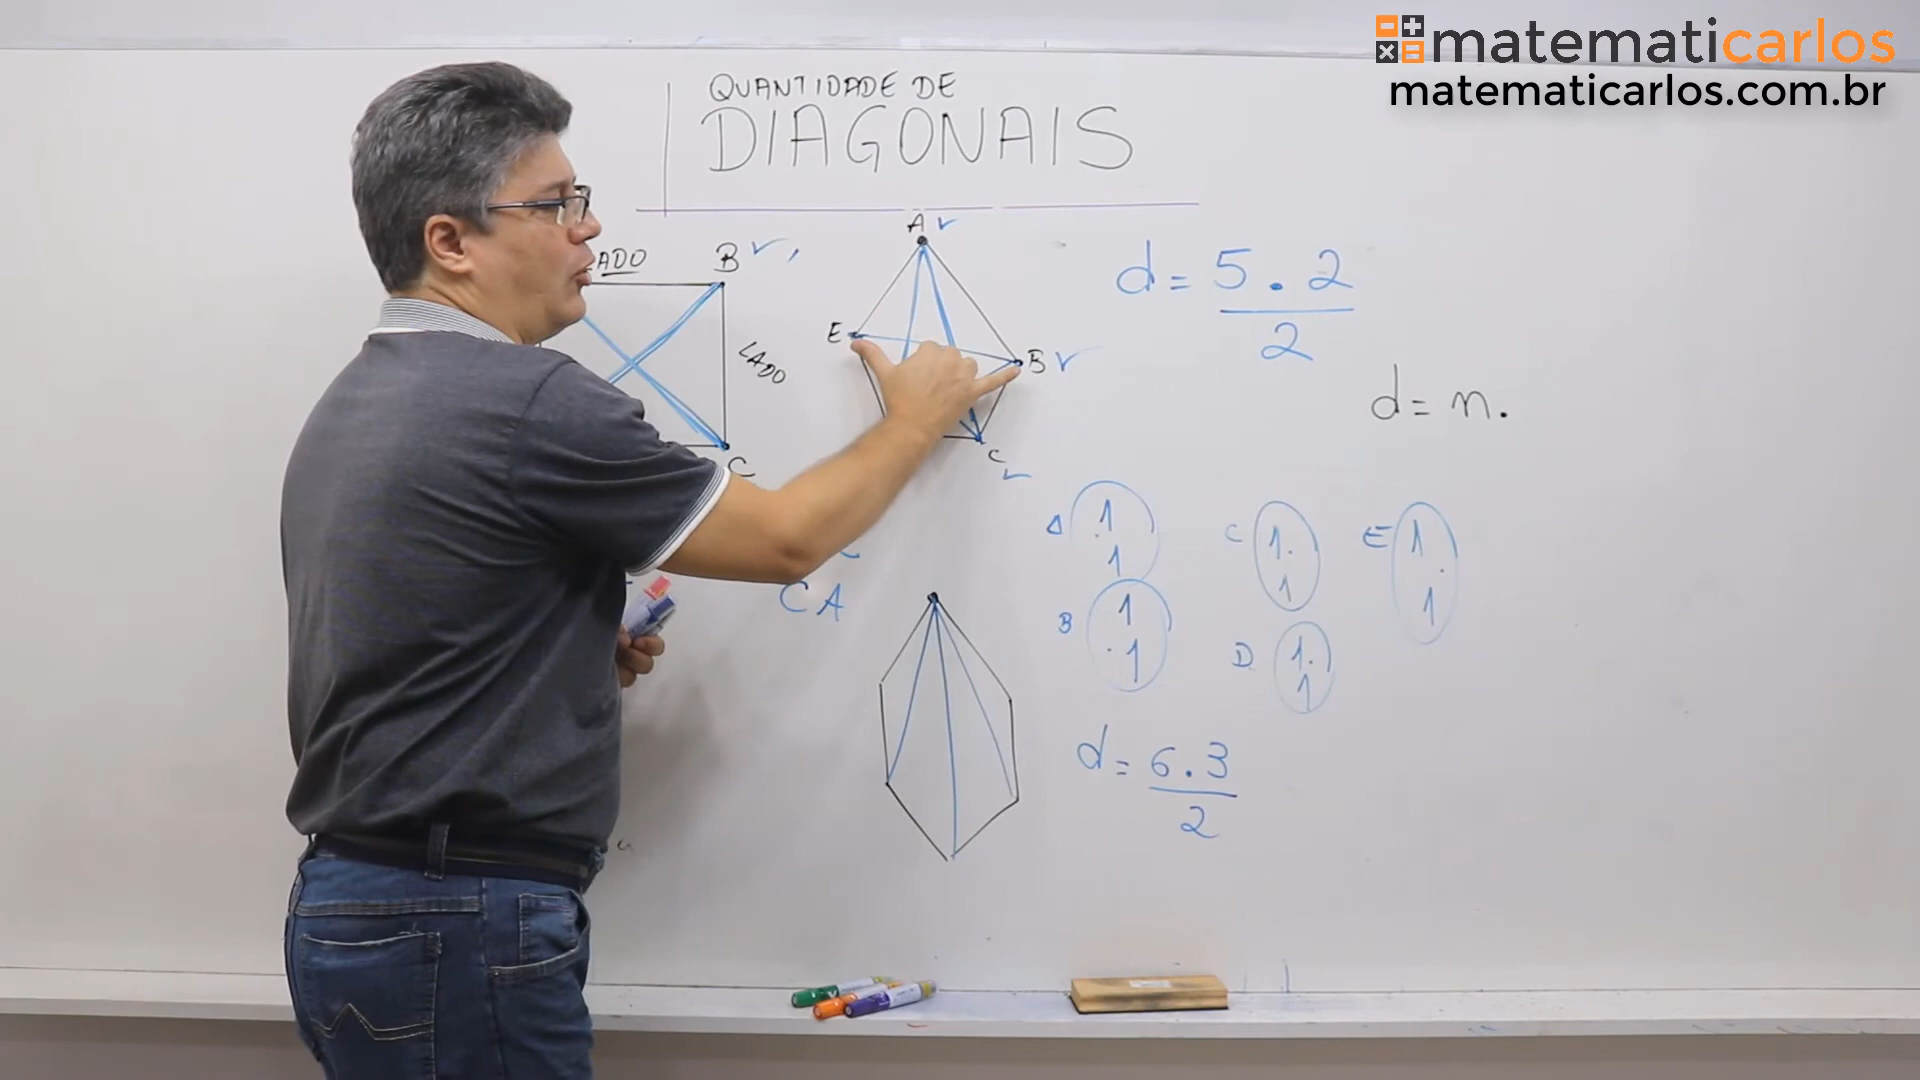 matematicarlos
matematicarlos.com.br
QUANTIDADE DE
DIAGONAIS
LADO
B
LADO
C
A
E
B
C
d = 5 . 2
2
d = n.
CA
A 1
1
B 1
1
C 1
1
D 1
1
E 1
1
d = 6 . 3
2